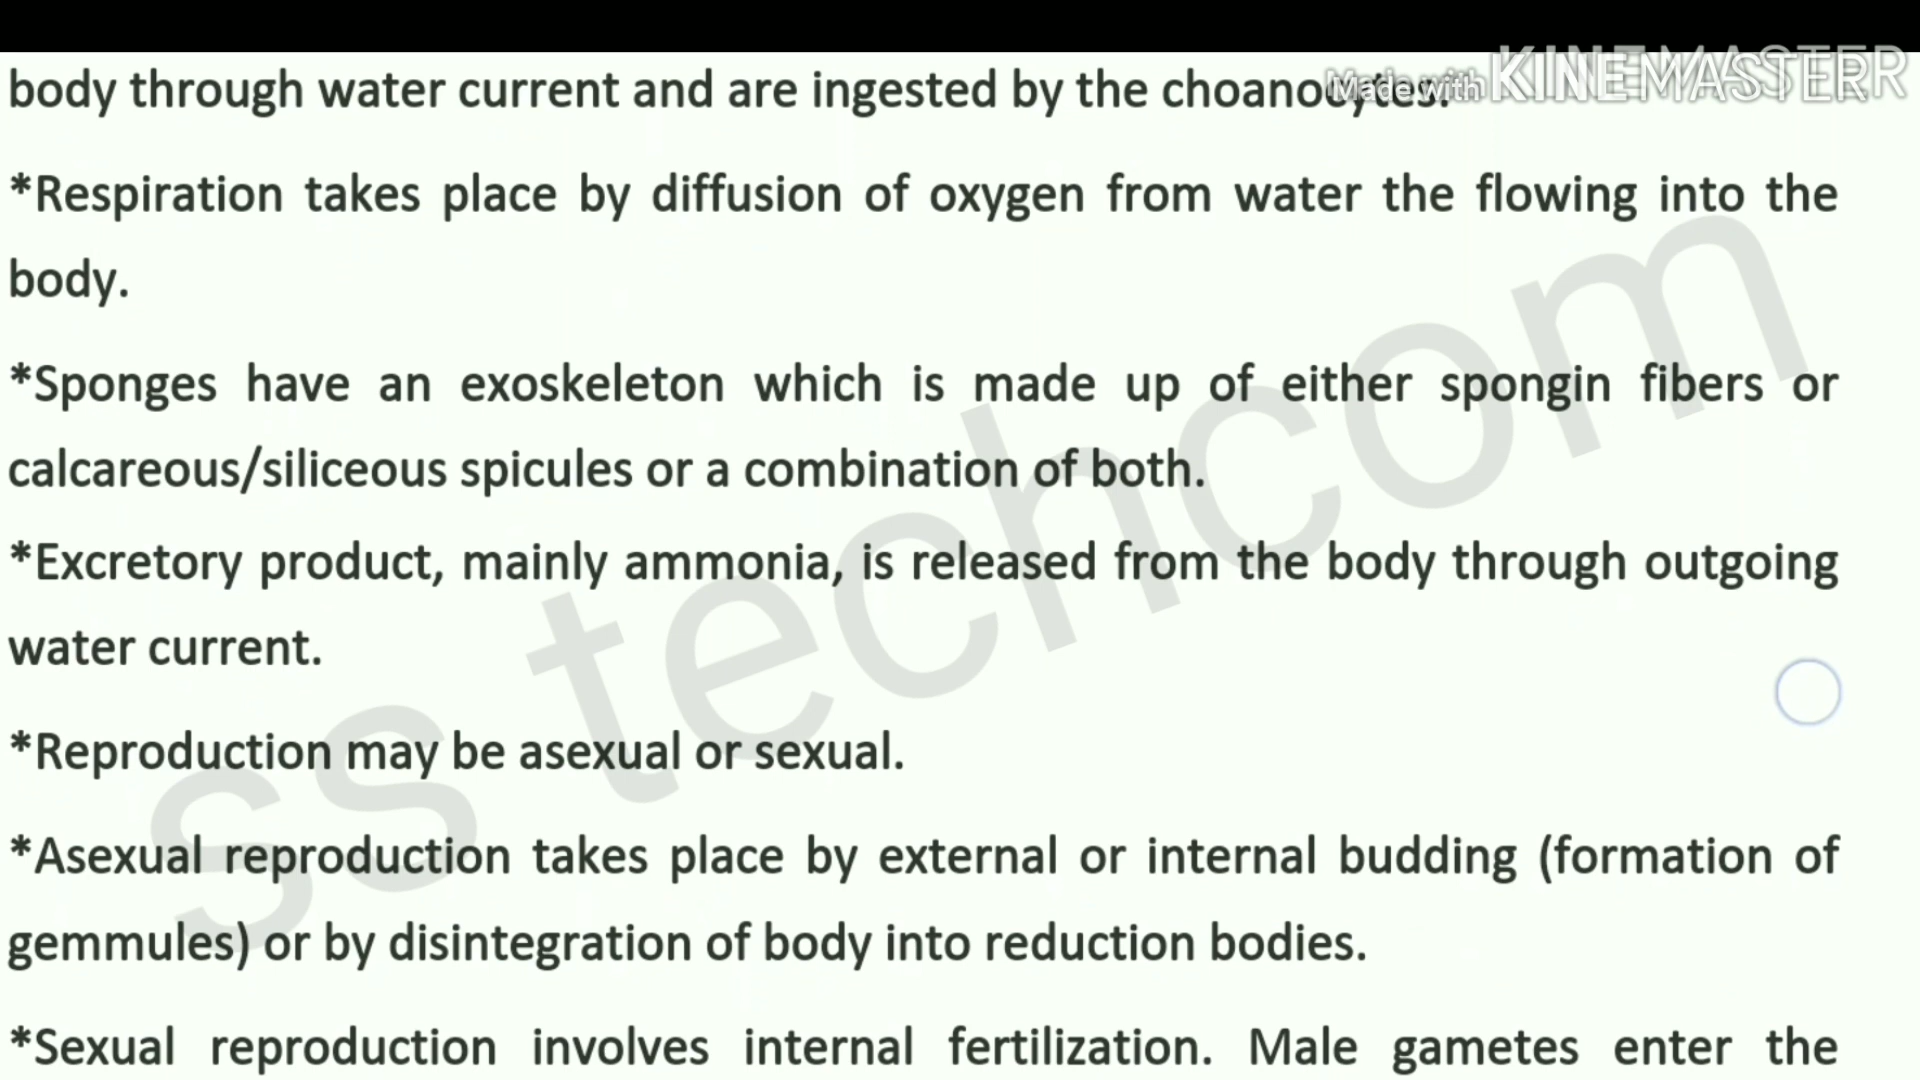 body through water current and are ingested by the choanocytes.
Made with KINEMASTER
*Respiration takes place by diffusion of oxygen from water the flowing into the
body.
*Sponges have an exoskeleton which is made up of either spongin fibers or
calcareous/siliceous spicules or a combination of both.
*Excretory product, mainly ammonia, is released from the body through outgoing
water current.
*Reproduction may be asexual or sexual.
*Asexual reproduction takes place by external or internal budding (formation of
gemmules) or by disintegration of body into reduction bodies.
*Sexual reproduction involves internal fertilization. Male gametes enter the
ss techcom